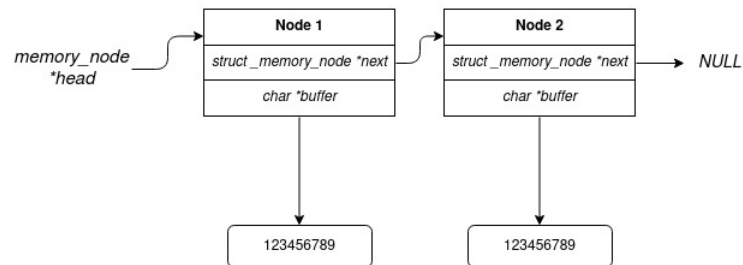 Node 1
Node 2
memory_node
*head
struct _memory_node *next
struct _memory_node *next
NULL
char *buffer
char *buffer
123456789
123456789